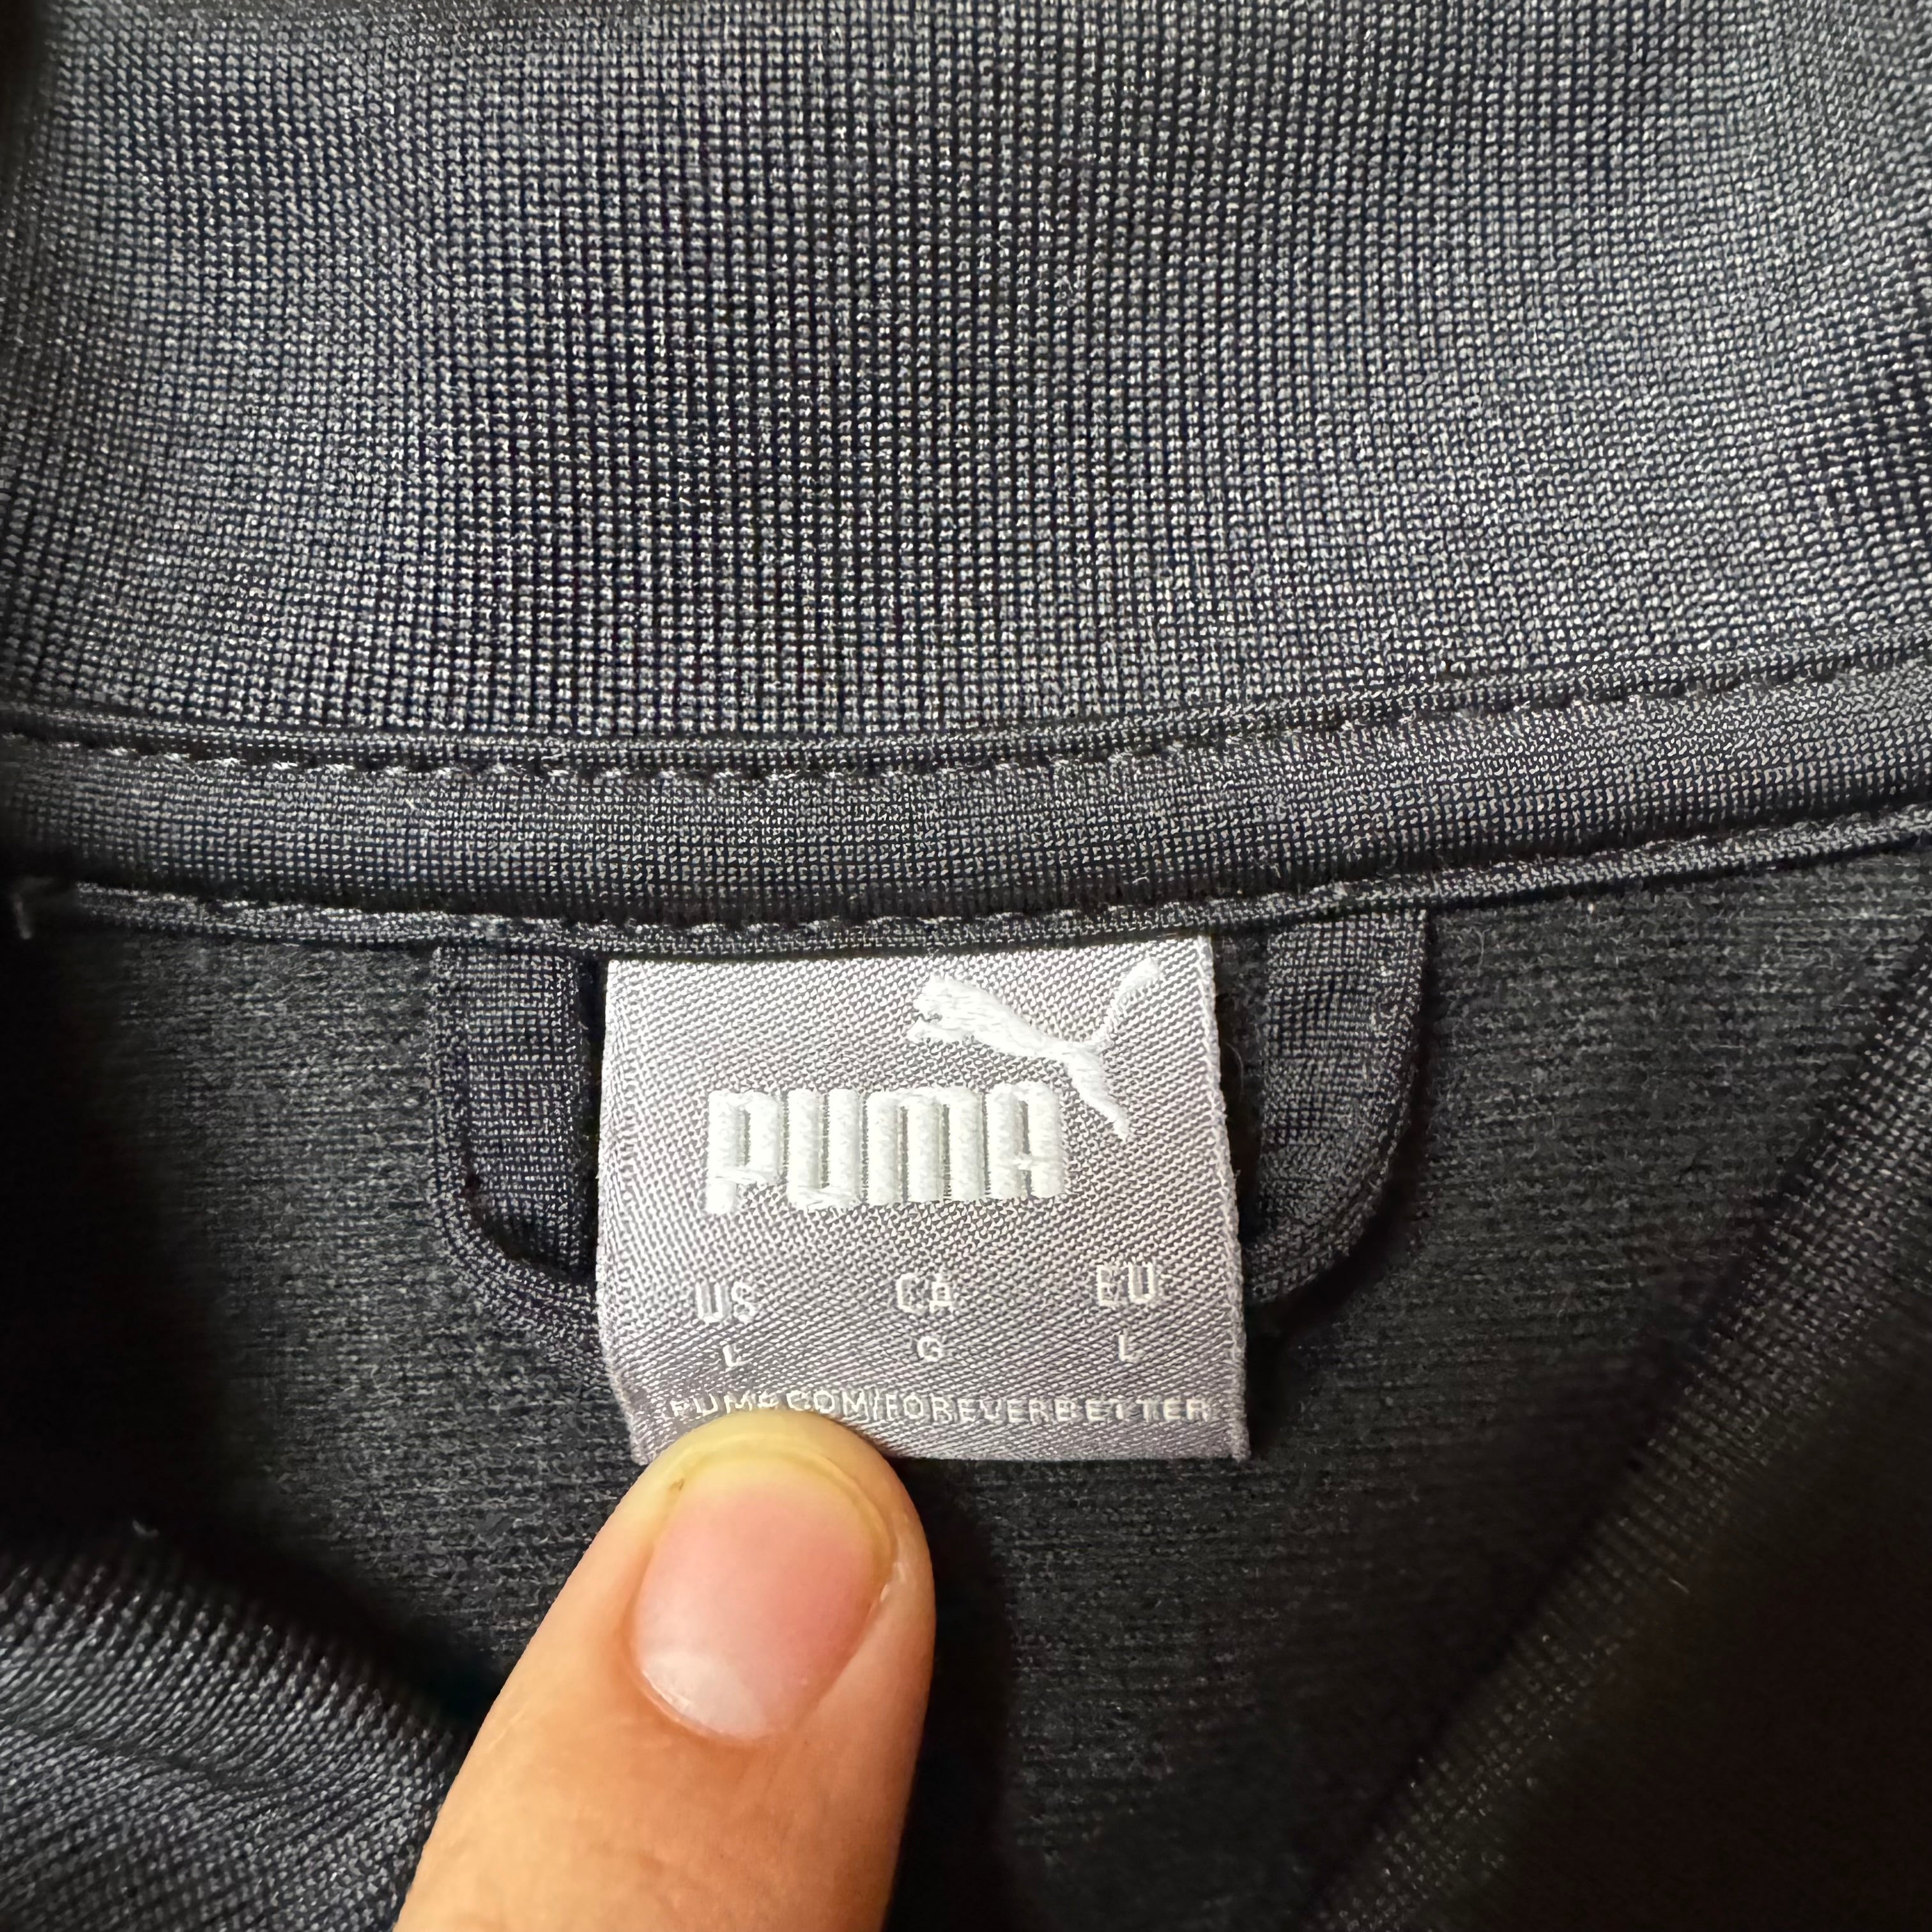 PUMA
US CA EU
L G L
PUMA.COM/FOREVERBETTER